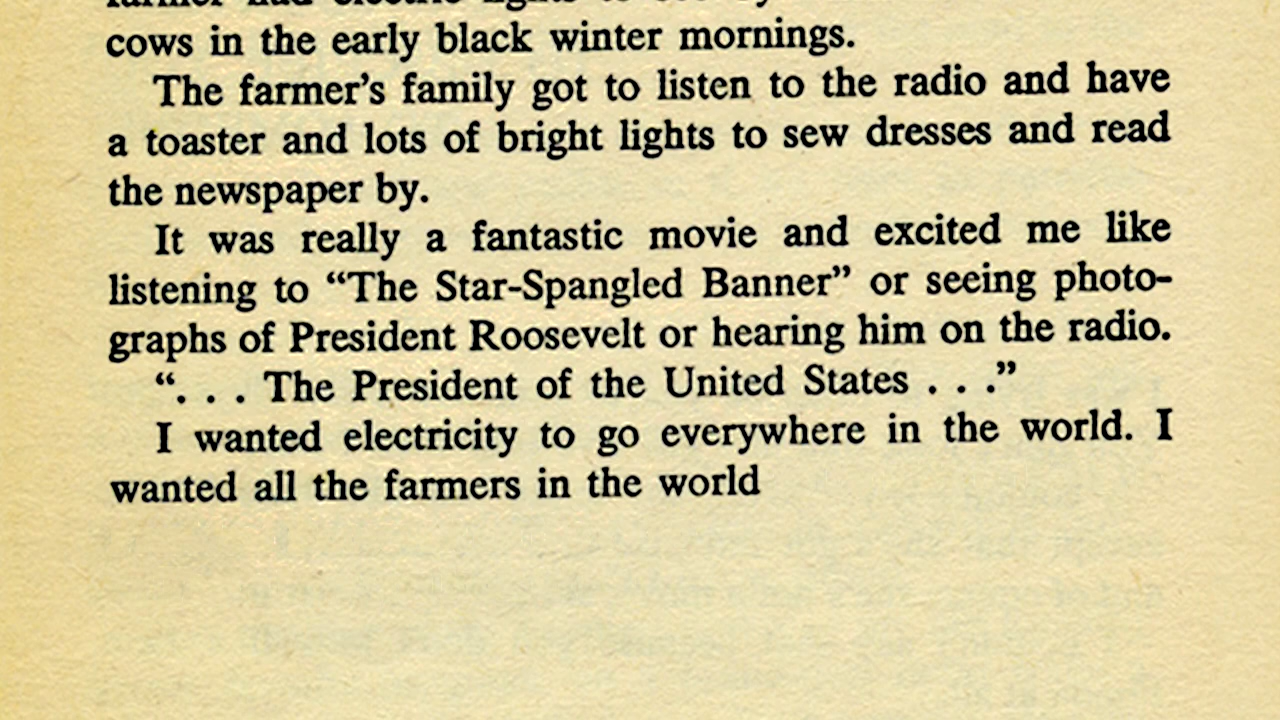 cows in the early black winter mornings.
The farmer's family got to listen to the radio and have
a toaster and lots of bright lights to sew dresses and read
the newspaper by.
It was really a fantastic movie and excited me like
listening to “The Star-Spangled Banner” or seeing photo-
graphs of President Roosevelt or hearing him on the radio.
“. . . The President of the United States . . .”
I wanted electricity to go everywhere in the world. I
wanted all the farmers in the world